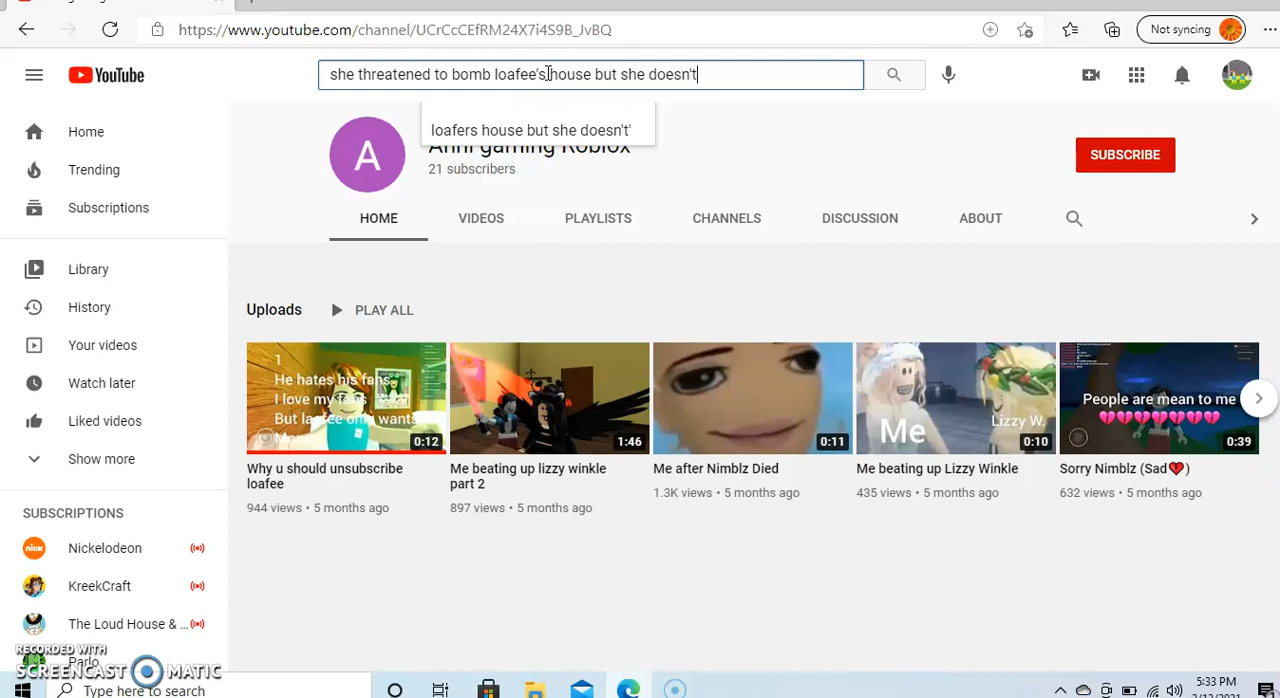 https://www.youtube.com/channel/UCrCcCEfRM24X7i4S9B_JvBQ
Not syncing
YouTube
she threatened to bomb loafee's house but she doesn't
loafers house but she doesn't'
A
Anni gaming Roblox
21 subscribers
SUBSCRIBE
Home
Trending
Subscriptions
Library
History
Your videos
Watch later
Liked videos
Show more
SUBSCRIPTIONS
nick
Nickelodeon
KreekCraft
The Loud House & ...
Parlo
HOME
VIDEOS
PLAYLISTS
CHANNELS
DISCUSSION
ABOUT
Uploads
PLAY ALL
1
He hates his fans
I love my fans
But loafee only wants
0:12
Why u should unsubscribe
loafee
944 views • 5 months ago
1:46
Me beating up lizzy winkle
part 2
897 views • 5 months ago
0:11
Me after Nimblz Died
1.3K views • 5 months ago
Me
Lizzy W.
0:10
Me beating up Lizzy Winkle
435 views • 5 months ago
People are mean to me
💔💔💔💔💔💔💔
0:39
Sorry Nimblz (Sad💔)
632 views • 5 months ago
RECORDED WITH
SCREENCAST MATIC
Type here to search
5:33 PM